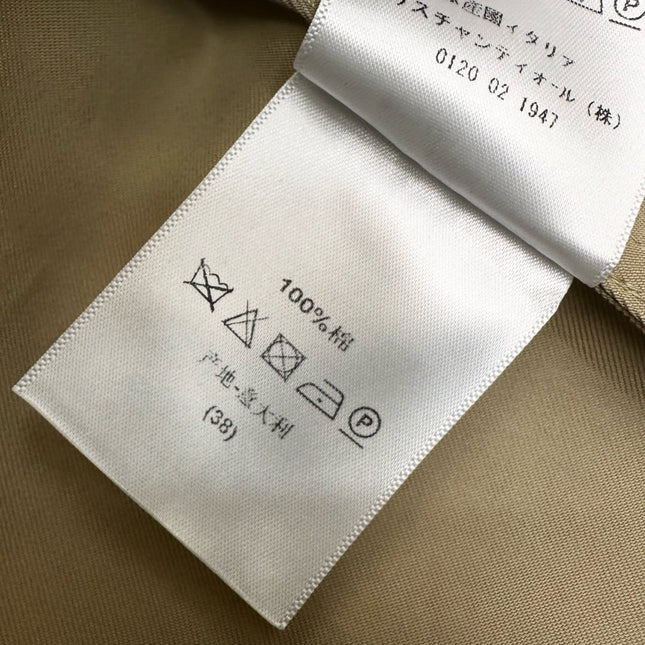 産國イタリア
リスチャンディオール（株）
0120 02 1947
100%棉
产地-意大利
(38)